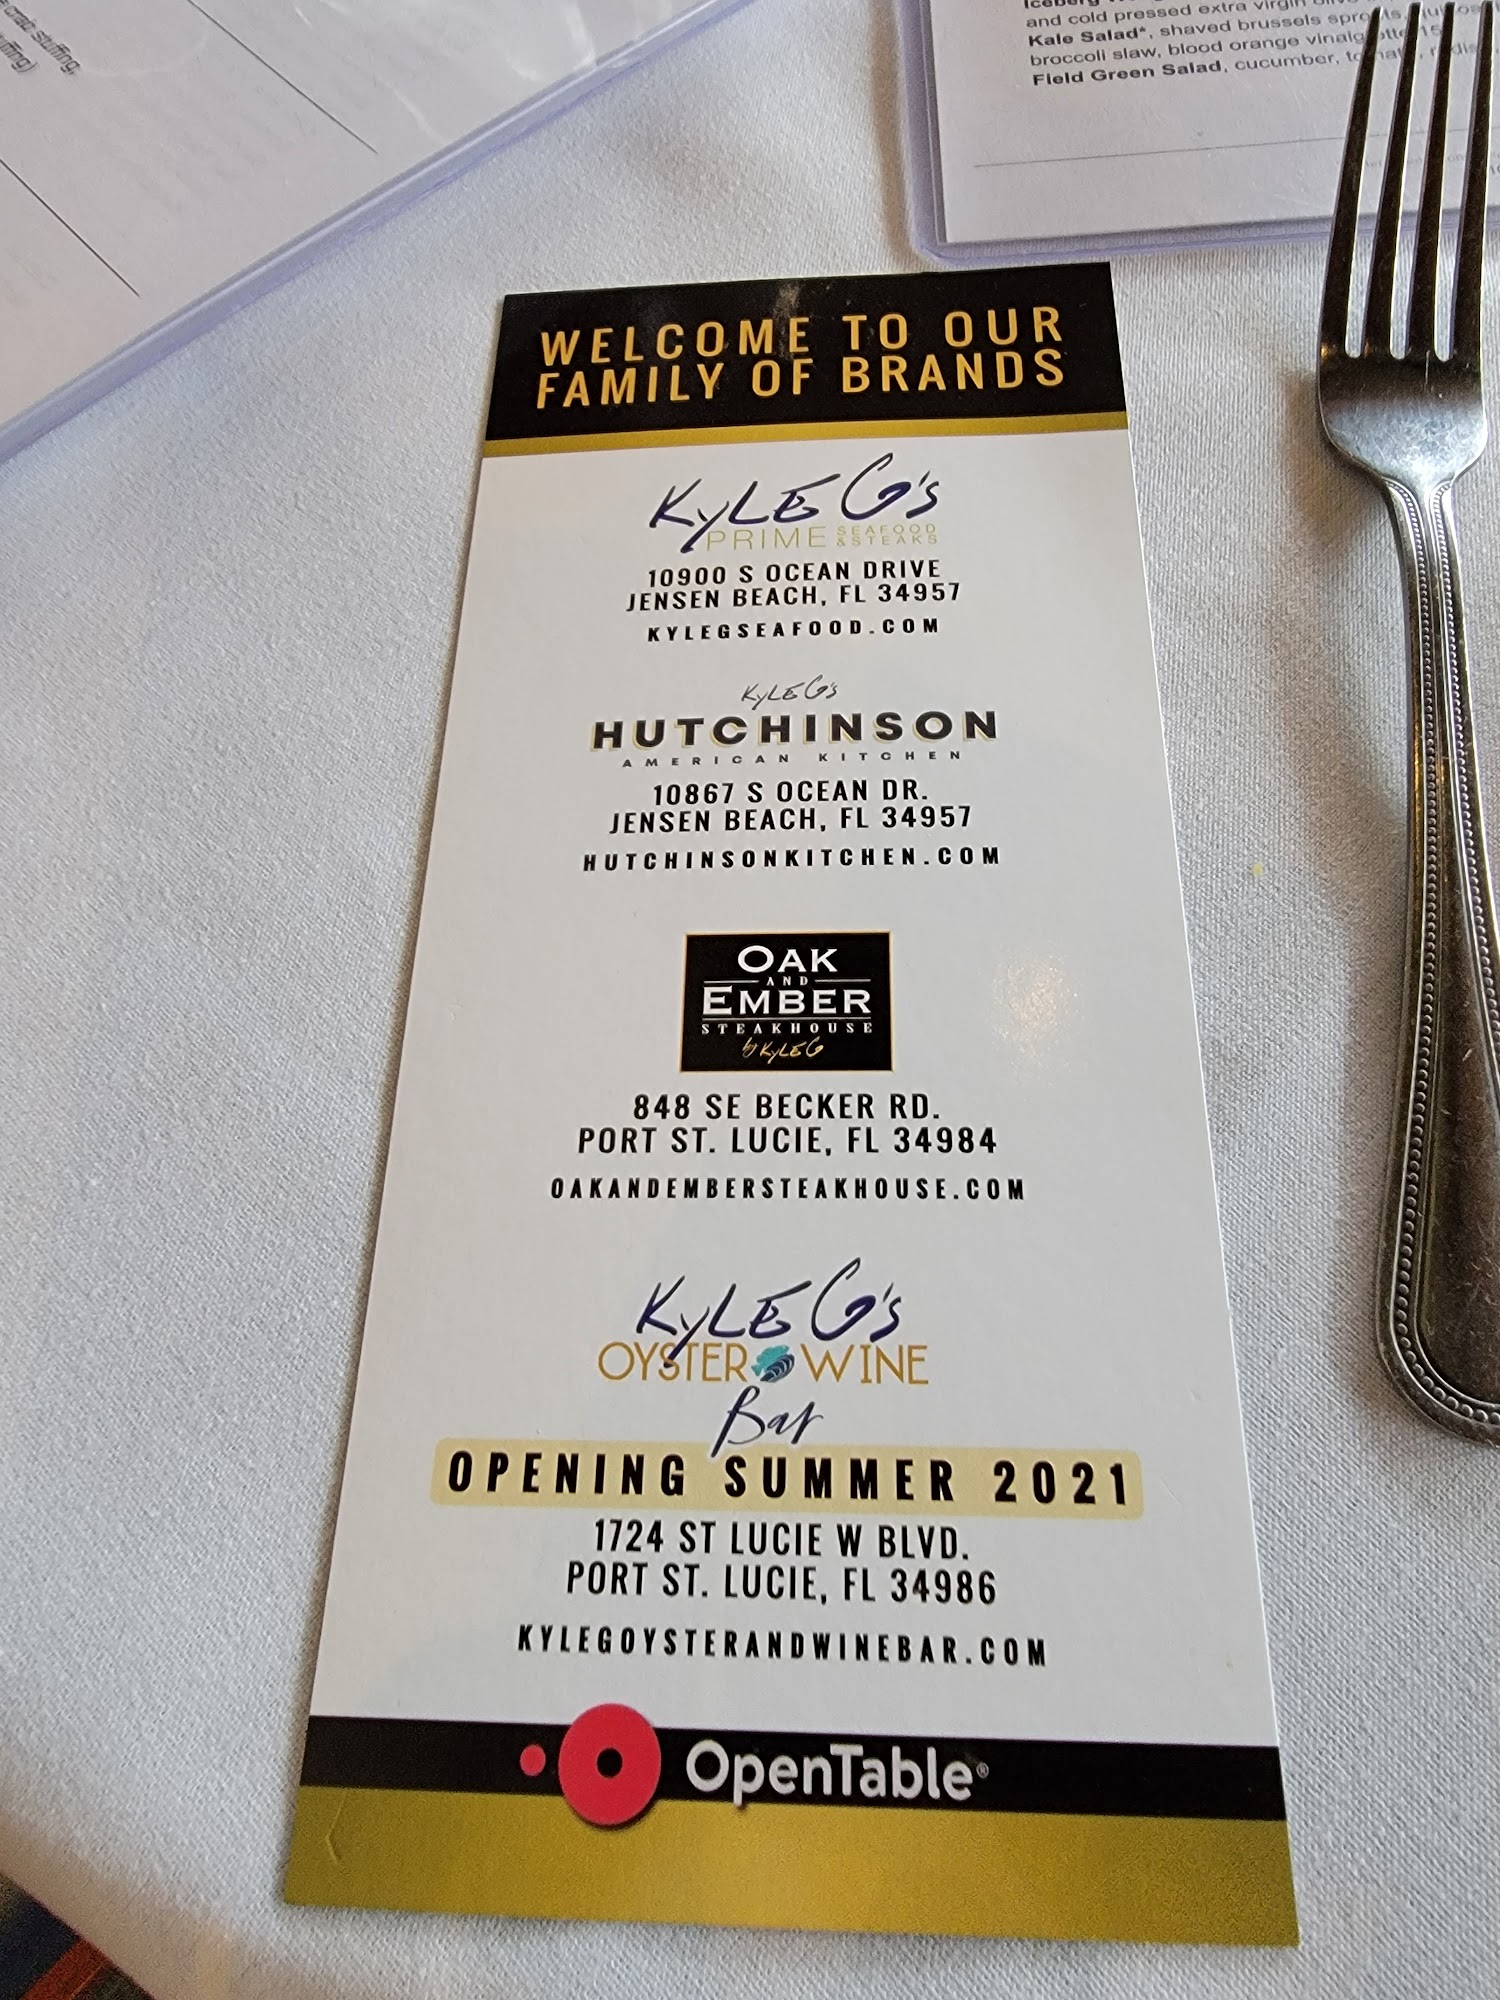 crab stuffing,
and cold pressed extra virgin
Kale Salad*, shaved brussels
broccoli slaw, blood orange 15
Field Green Salad, cucumber,
WELCOME TO OUR
FAMILY OF BRANDS
KYLE G's
PRIME SEAFOOD
& STEAKS
10900 S OCEAN DRIVE
JENSEN BEACH, FL 34957
KYLEGSEAFOOD.COM
KYLE G's
HUTCHINSON
AMERICAN KITCHEN
10867 S OCEAN DR.
JENSEN BEACH, FL 34957
HUTCHINSONKITCHEN.COM
OAK
AND
EMBER
STEAKHOUSE
by KYLE G
848 SE BECKER RD.
PORT ST. LUCIE, FL 34984
OAKANDEMBERSTEAKHOUSE.COM
KYLE G's
OYSTER WINE
Bar
OPENING SUMMER 2021
1724 ST LUCIE W BLVD.
PORT ST. LUCIE, FL 34986
KYLEGOYSTERANDWINEBAR.COM
OpenTable®